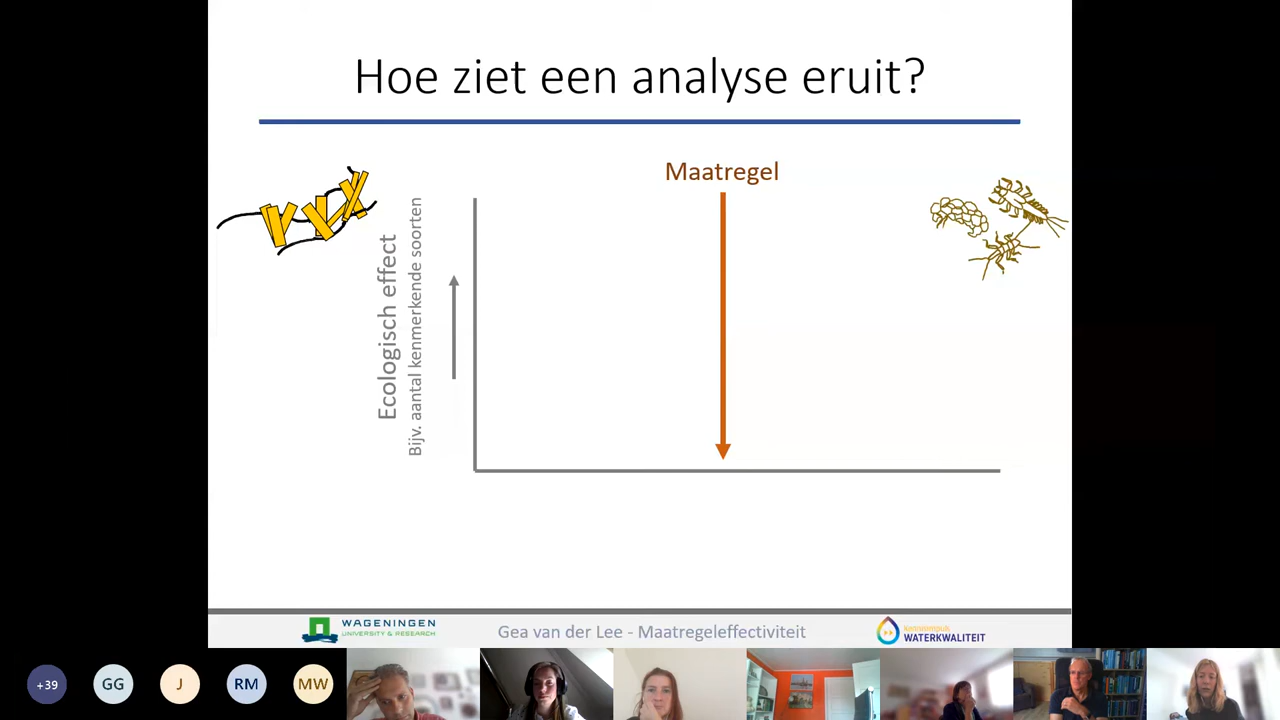 Hoe ziet een analyse eruit?
Maatregel
Ecologisch effect
Bijv. aantal kenmerkende soorten
WAGENINGEN
UNIVERSITY & RESEARCH
Gea van der Lee - Maatregeleffectiviteit
Kennisimpuls
WATERKWALITEIT
+39
GG
J
RM
MW